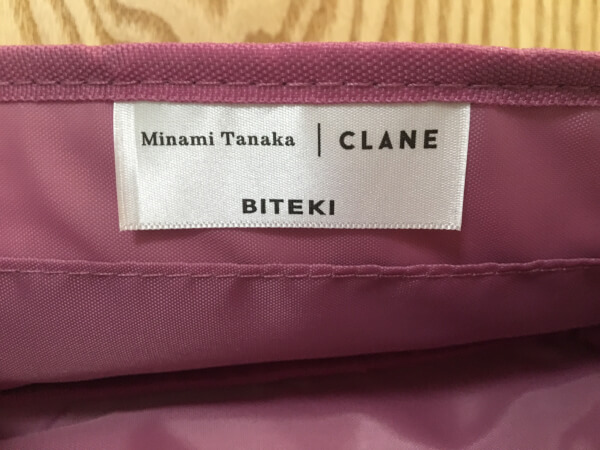 Minami Tanaka | CLANE
BITEKI